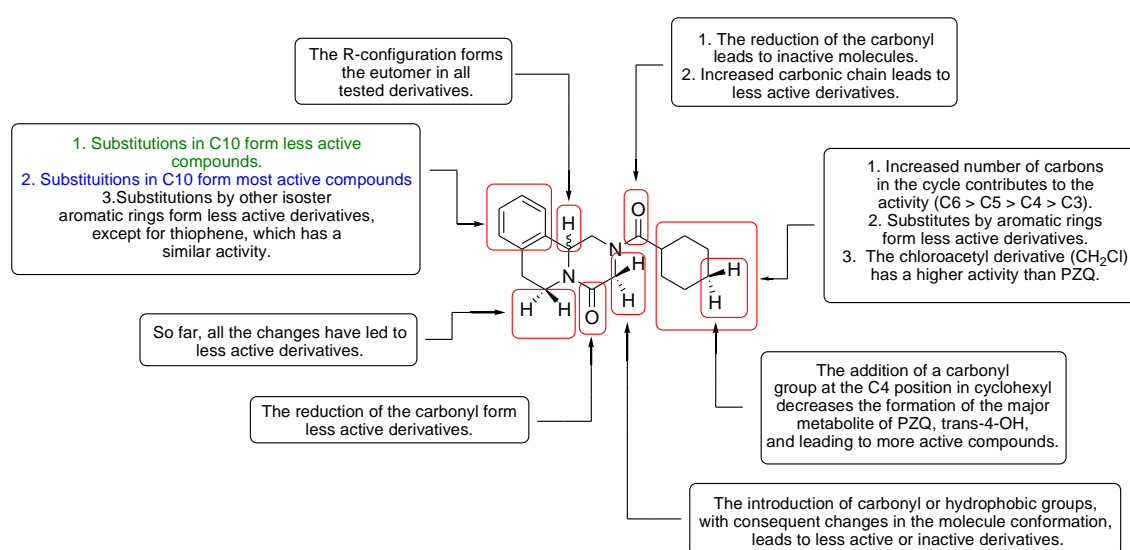 The R-configuration forms
the eutomer in all
tested derivatives.
1. The reduction of the carbonyl
leads to inactive molecules.
2. Increased carbonic chain leads to
less active derivatives.
1. Substitutions in C10 form less active
compounds.
2. Substituitions in C10 form most active compounds
3.Substitutions by other isoster
aromatic rings form less active derivatives,
except for thiophene, which has a
similar activity.
1. Increased number of carbons
in the cycle contributes to the
activity (C6 > C5 > C4 > C3).
2. Substitutes by aromatic rings
form less active derivatives.
3. The chloroacetyl derivative (CH₂Cl)
has a higher activity than PZQ.
H
O
N
H
N
H
H
H
H
H
O
So far, all the changes have led to
less active derivatives.
The reduction of the carbonyl form
less active derivatives.
The addition of a carbonyl
group at the C4 position in cyclohexyl
decreases the formation of the major
metabolite of PZQ, trans-4-OH,
and leading to more active compounds.
The introduction of carbonyl or hydrophobic groups,
with consequent changes in the molecule conformation,
leads to less active or inactive derivatives.